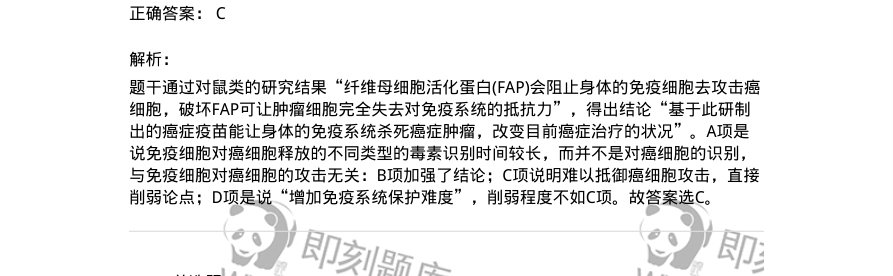 正确答案： C
解析：
题干通过对鼠类的研究结果“纤维母细胞活化蛋白(FAP)会阻止身体的免疫细胞去攻击癌
细胞，破坏FAP可让肿瘤细胞完全失去对免疫系统的抵抗力”，得出结论“基于此研制
出的癌症疫苗能让身体的免疫系统杀死癌症肿瘤，改变目前癌症治疗的状况”。A项是
说免疫细胞对癌细胞释放的不同类型的毒素识别时间较长，而并不是对癌细胞的识别，
与免疫细胞对癌细胞的攻击无关：B项加强了结论；C项说明难以抵御癌细胞攻击，直接
削弱论点；D项是说“增加免疫系统保护难度”，削弱程度不如C项。故答案选C。
即刻题库
即刻